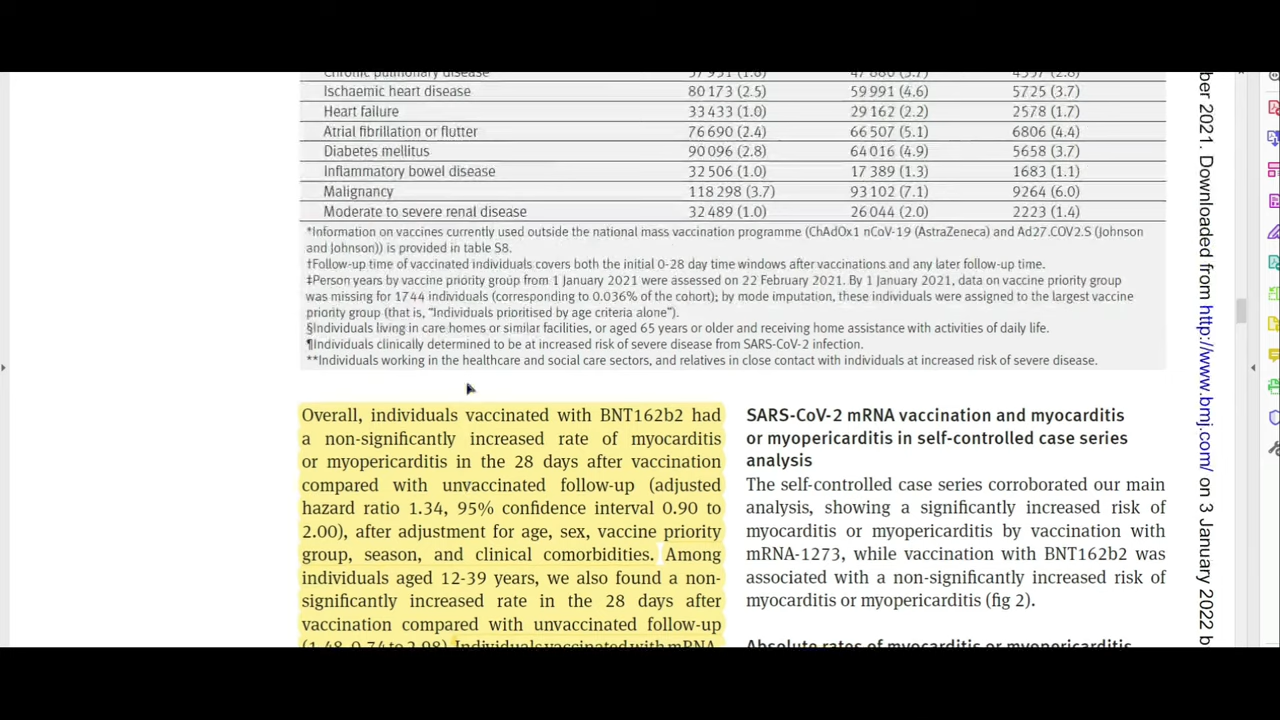 Chronic pulmonary disease
Ischaemic heart disease 80 173 (2.5) 59 991 (4.6) 5725 (3.7)
Heart failure 33 433 (1.0) 29 162 (2.2) 2578 (1.7)
Atrial fibrillation or flutter 76 690 (2.4) 66 507 (5.1) 6806 (4.4)
Diabetes mellitus 90 096 (2.8) 64 016 (4.9) 5658 (3.7)
Inflammatory bowel disease 32 506 (1.0) 17 389 (1.3) 1683 (1.1)
Malignancy 118 298 (3.7) 93 102 (7.1) 9264 (6.0)
Moderate to severe renal disease 32 489 (1.0) 26 044 (2.0) 2223 (1.4)
*Information on vaccines currently used outside the national mass vaccination programme (ChAdOx1 nCoV-19 (AstraZeneca) and Ad27.COV2.S (Johnson
and Johnson)) is provided in table S8.
†Follow-up time of vaccinated individuals covers both the initial 0-28 day time windows after vaccinations and any later follow-up time.
‡Person years by vaccine priority group from 1 January 2021 were assessed on 22 February 2021. By 1 January 2021, data on vaccine priority group
was missing for 1744 individuals (corresponding to 0.036% of the cohort); by mode imputation, these individuals were assigned to the largest vaccine
priority group (that is, “Individuals prioritised by age criteria alone”).
§Individuals living in care homes or similar facilities, or aged 65 years or older and receiving home assistance with activities of daily life.
¶Individuals clinically determined to be at increased risk of severe disease from SARS-CoV-2 infection.
**Individuals working in the healthcare and social care sectors, and relatives in close contact with individuals at increased risk of severe disease.
Overall, individuals vaccinated with BNT162b2 had
a non-significantly increased rate of myocarditis
or myopericarditis in the 28 days after vaccination
compared with unvaccinated follow-up (adjusted
hazard ratio 1.34, 95% confidence interval 0.90 to
2.00), after adjustment for age, sex, vaccine priority
group, season, and clinical comorbidities. Among
individuals aged 12-39 years, we also found a non-
significantly increased rate in the 28 days after
vaccination compared with unvaccinated follow-up
(1.48, 0.74 to 2.98). Individuals vaccinated with mRNA-
SARS-CoV-2 mRNA vaccination and myocarditis
or myopericarditis in self-controlled case series
analysis
The self-controlled case series corroborated our main
analysis, showing a significantly increased risk of
myocarditis or myopericarditis by vaccination with
mRNA-1273, while vaccination with BNT162b2 was
associated with a non-significantly increased risk of
myocarditis or myopericarditis (fig 2).
Absolute rates of myocarditis or myopericarditis
ber 2021. Downloaded from http://www.bmj.com/ on 3 January 2022 b